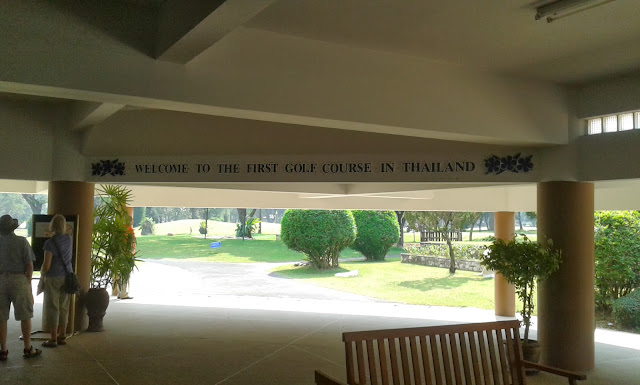 WELCOME TO THE FIRST GOLF COURSE IN THAILAND